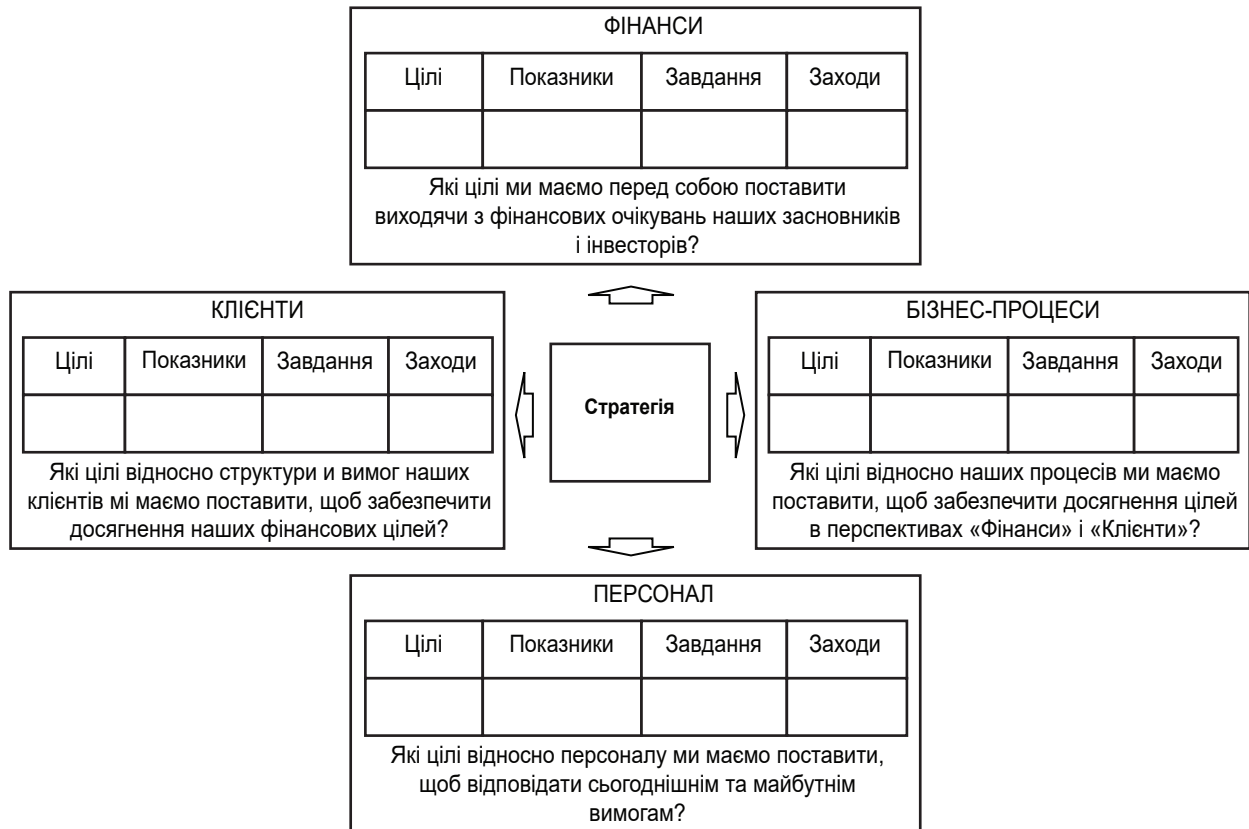 ФІНАНСИ
Цілі Показники Завдання Заходи
Які цілі ми маємо перед собою поставити
виходячи з фінансових очікувань наших засновників
і інвесторів?
КЛІЄНТИ
Цілі Показники Завдання Заходи
Які цілі відносно структури и вимог наших
клієнтів мі маємо поставити, щоб забезпечити
досягнення наших фінансових цілей?
Стратегія
БІЗНЕС-ПРОЦЕСИ
Цілі Показники Завдання Заходи
Які цілі відносно наших процесів ми маємо
поставити, щоб забезпечити досягнення цілей
в перспективах «Фінанси» і «Клієнти»?
ПЕРСОНАЛ
Цілі Показники Завдання Заходи
Які цілі відносно персоналу ми маємо поставити,
щоб відповідати сьогоднішнім та майбутнім
вимогам?